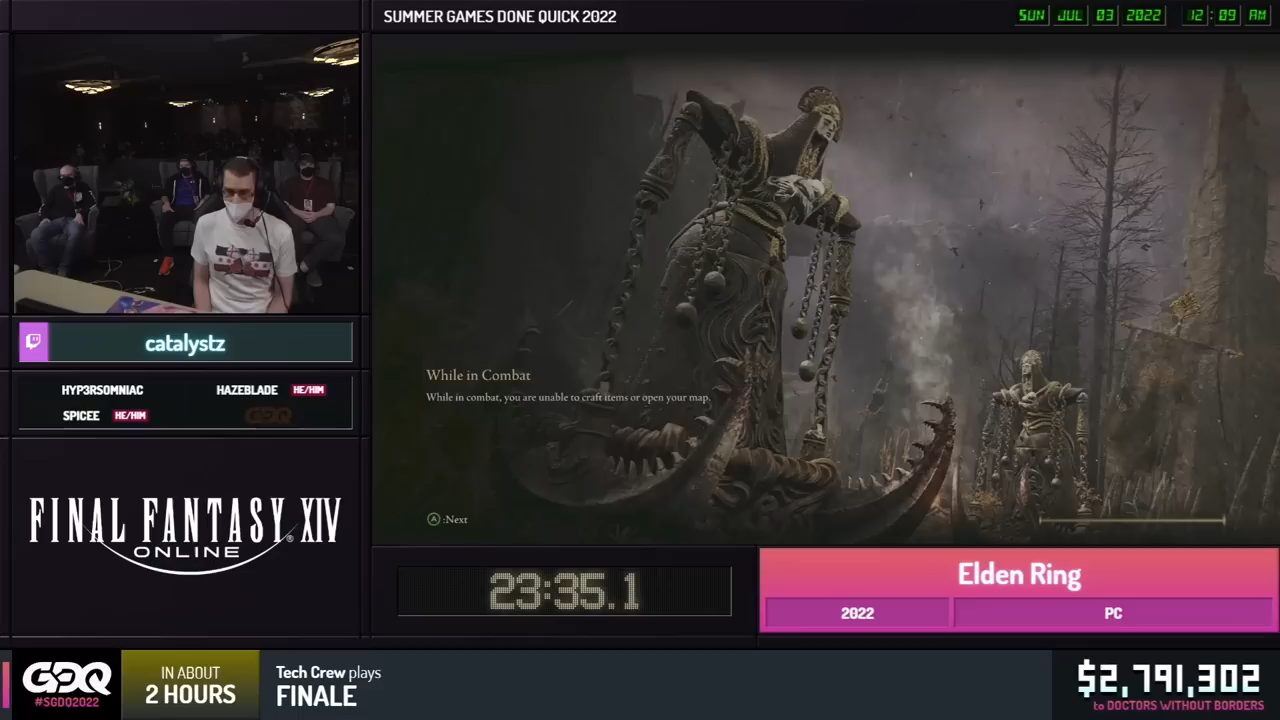 SUMMER GAMES DONE QUICK 2022
SUN JUL 03 2022 12:09 AM
catalystz
HYP3RSOMNIAC HAZEBLADE HE/HIM
SPICEE HE/HIM GDQ
FINAL FANTASY XIV
ONLINE
While in Combat
While in combat, you are unable to craft items or open your map.
A :Next
23:35.1
Elden Ring
2022 PC
GDQ
#SGDQ2022
IN ABOUT
2 HOURS
Tech Crew plays
FINALE
$2,791,302
to DOCTORS WITHOUT BORDERS